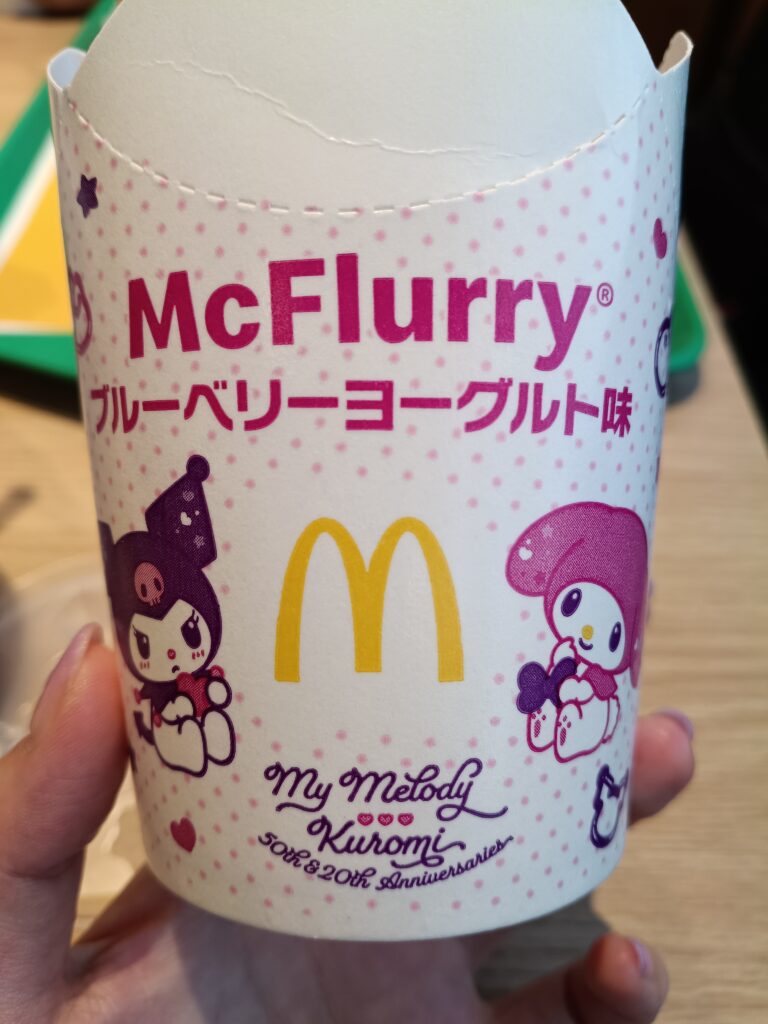 McFlurry®
ブルーベリーヨーグルト味
My Melody
Kuromi
50th & 20th Anniversaries